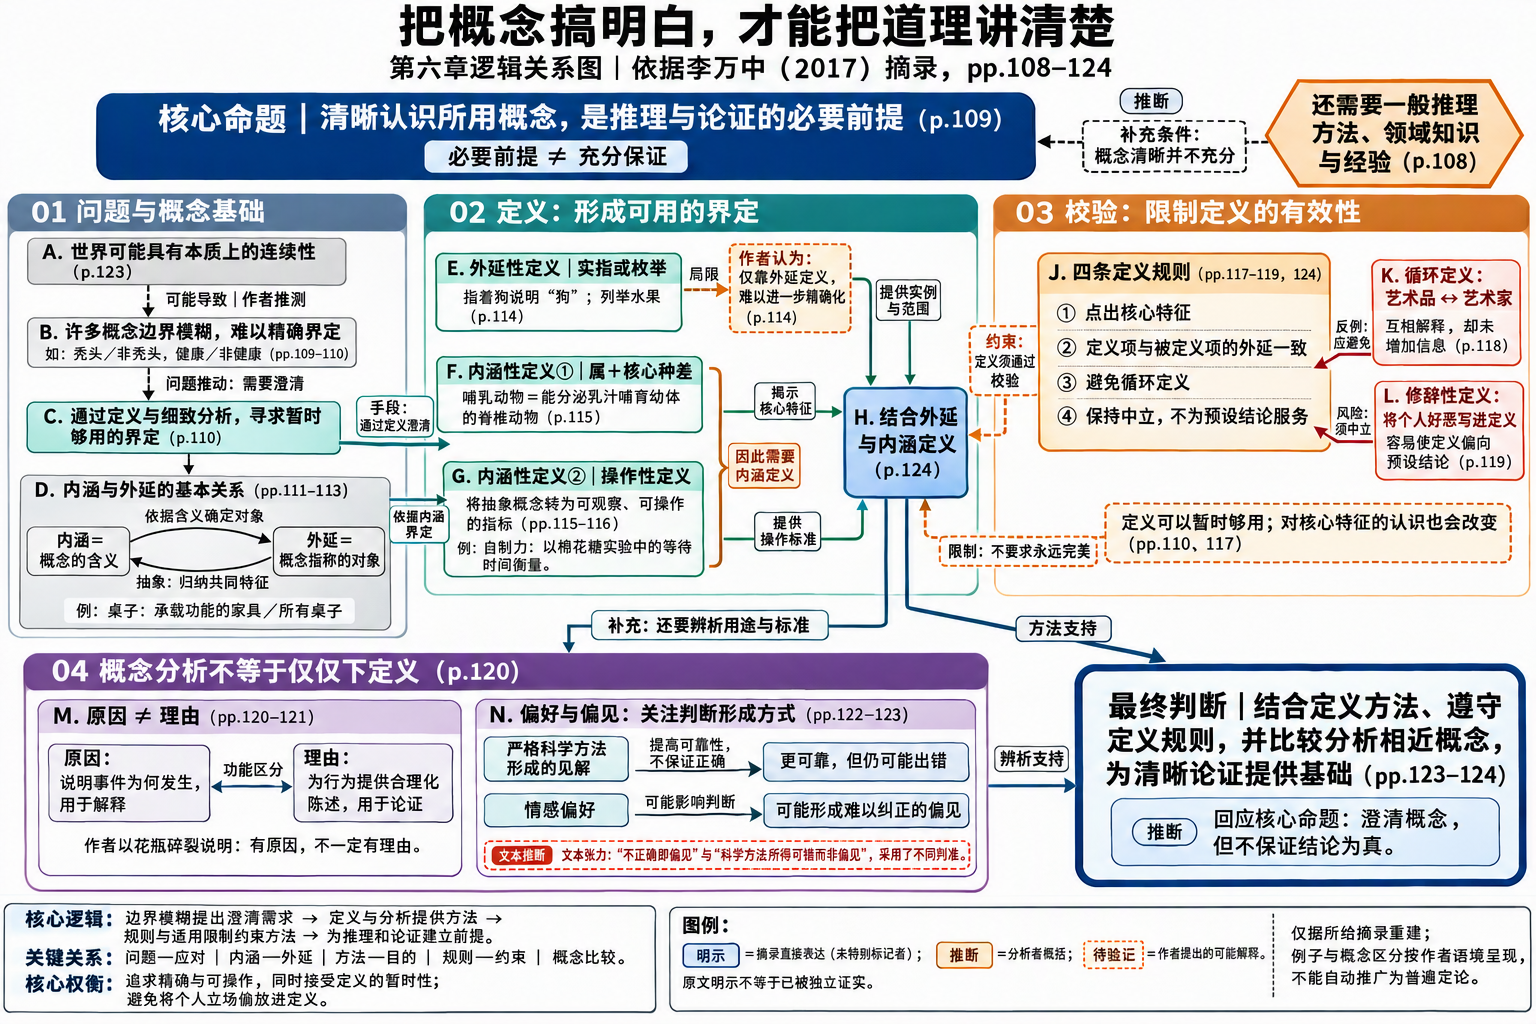 把概念搞明白，才能把道理讲清楚
第六章逻辑关系图｜依据李万中（2017）摘录，pp.108–124
核心命题｜清晰认识所用概念，是推理与论证的必要前提（p.109）
必要前提 ≠ 充分保证
推断
补充条件：
概念清晰并不充分
还需要一般推理
方法、领域知识
与经验（p.108）
01 问题与概念基础
A. 世界可能具有本质上的连续性
（p.123）
可能导致｜作者推测
B. 许多概念边界模糊，难以精确界定
如：秃头／非秃头，健康／非健康（pp.109–110）
问题推动：需要澄清
C. 通过定义与细致分析，寻求暂时
够用的界定（p.110）
手段：
通过定义澄清
D. 内涵与外延的基本关系（pp.111–113）
依据含义确定对象
内涵＝
概念的含义
外延＝
概念指称的对象
抽象：归纳共同特征
例：桌子：承载功能的家具／所有桌子
依据内涵
界定
02 定义：形成可用的界定
E. 外延性定义｜实指或枚举
指着狗说明“狗”；列举水果
（p.114）
局限
作者认为：
仅靠外延定义，
难以进一步精确化
（p.114）
提供实例
与范围
F. 内涵性定义①｜属＋核心种差
哺乳动物＝能分泌乳汁哺育幼体
的脊椎动物（p.115）
揭示
核心特征
因此需要
内涵定义
G. 内涵性定义②｜操作性定义
将抽象概念转为可观察、可操作
的指标（pp.115–116）
例：自制力：以棉花糖实验中的等待
时间衡量。
提供
操作标准
H. 结合外延
与内涵定义
（p.124）
03 校验：限制定义的有效性
约束：
定义须通过
校验
J. 四条定义规则（pp.117–119，124）
① 点出核心特征
② 定义项与被定义项的外延一致
③ 避免循环定义
④ 保持中立，不为预设结论服务
反例：
应避免
K. 循环定义：
艺术品 ↔ 艺术家
互相解释，却未
增加信息（p.118）
风险：
须中立
L. 修辞性定义：
将个人好恶写进定义
容易使定义偏向
预设结论（p.119）
限制：不要求永远完美
定义可以暂时够用；对核心特征的认识也会改变
（pp.110、117）
补充：还要辨析用途与标准
方法支持
04 概念分析不等于仅仅下定义（p.120）
M. 原因 ≠ 理由（pp.120–121）
原因：
说明事件为何发生，
用于解释
功能区分
理由：
为行为提供合理化
陈述，用于论证
作者以花瓶碎裂说明：有原因，不一定有理由。
N. 偏好与偏见：关注判断形成方式（pp.122–123）
严格科学方法
形成的见解
提高可靠性，
不保证正确
更可靠，但仍可能出错
情感偏好
可能影响判断
可能形成难以纠正的偏见
文本推断 文本张力：“不正确即偏见”与“科学方法所得可错而非偏见”，采用了不同判准。
辨析支持
最终判断｜结合定义方法、遵守
定义规则，并比较分析相近概念，
为清晰论证提供基础（pp.123–124）
推断
回应核心命题：澄清概念，
但不保证结论为真。
核心逻辑：边界模糊提出澄清需求 → 定义与分析提供方法 →
规则与适用限制约束方法 → 为推理和论证建立前提。
关键关系：问题—应对｜内涵—外延｜方法—目的｜规则—约束｜概念比较。
核心权衡：追求精确与可操作，同时接受定义的暂时性；
避免将个人立场偷放进定义。
图例：
明示＝摘录直接表达（未特别标记者）； 推断＝分析者概括； 待验证＝作者提出的可能解释。
原文明示不等于已被独立证实。
仅据所给摘录重建；
例子与概念区分按作者语境呈现，
不能自动推广为普遍定论。